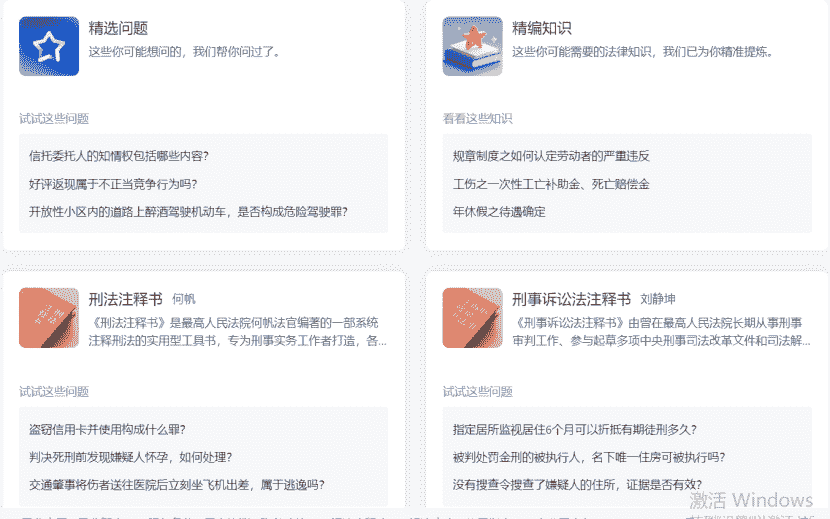 精选问题
这些你可能想问的，我们帮你问过了。
试试这些问题
信托委托人的知情权包括哪些内容？
好评返现属于不正当竞争行为吗？
开放性小区内的道路上醉酒驾驶机动车，是否构成危险驾驶罪？
精编知识
这些你可能需要的法律知识，我们已为你精准提炼。
看看这些知识
规章制度之如何认定劳动者的严重违反
工伤之一次性工亡补助金、死亡赔偿金
年休假之待遇确定
刑法注释书 何帆
《刑法注释书》是最高人民法院何帆法官编著的一部系统
注释刑法的实用型工具书，专为刑事实务工作者打造，各...
试试这些问题
盗窃信用卡并使用构成什么罪？
判决死刑前发现嫌疑人怀孕，如何处理？
交通肇事将伤者送往医院后立刻坐飞机出差，属于逃逸吗？
刑事诉讼法注释书 刘静坤
《刑事诉讼法注释书》由曾在最高人民法院长期从事刑事
审判工作、参与起草多项中央刑事司法改革文件和司法解...
试试这些问题
指定居所监视居住6个月可以折抵有期徒刑多久？
被判处罚金刑的被执行人，名下唯一住房可被执行吗？
没有搜查令搜查了嫌疑人的住所，证据是否有效？
激活 Windows